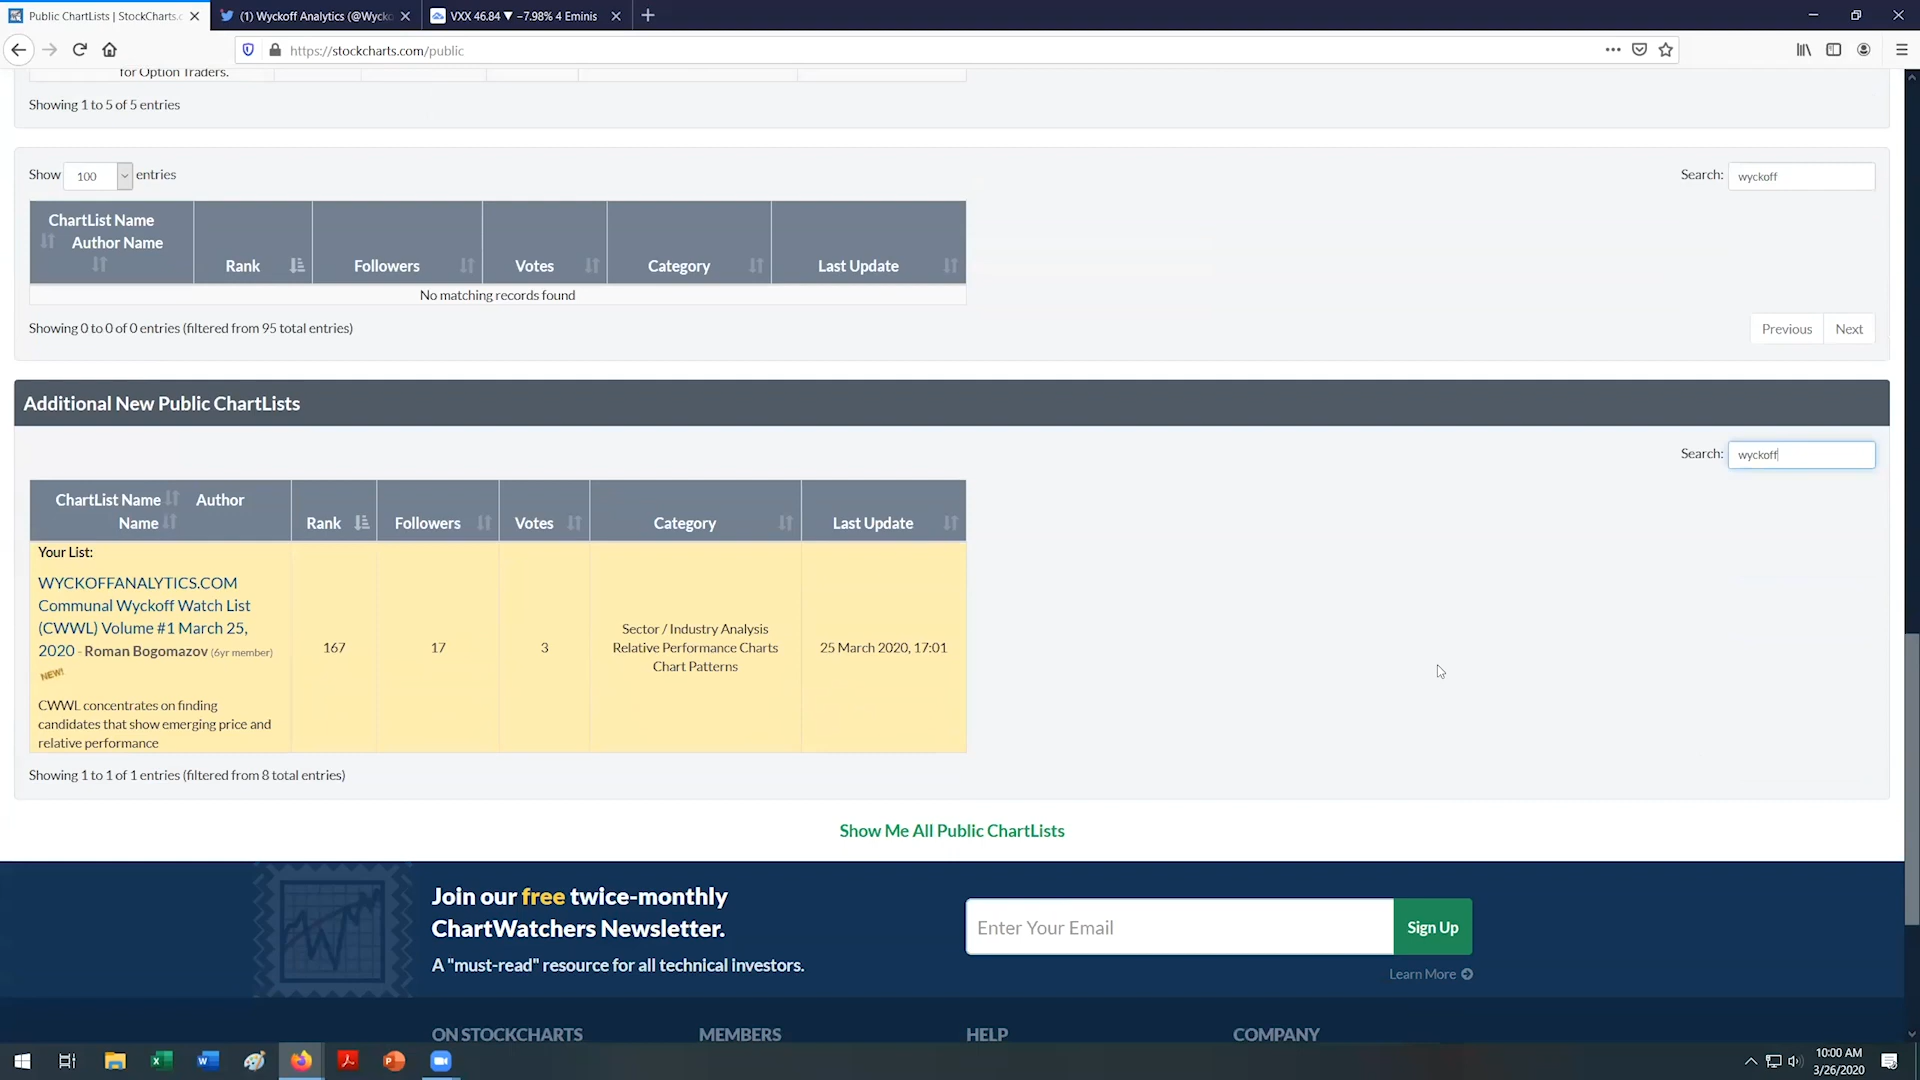 Public ChartLists | StockCharts.c
(1) Wyckoff Analytics (@Wycko
VXX 46.84 ▼ −7.98% 4 Eminis
https://stockcharts.com/public
for Option Traders.
Showing 1 to 5 of 5 entries
Show 100 entries
Search: wyckoff
ChartList Name
Author Name
Rank
Followers
Votes
Category
Last Update
No matching records found
Showing 0 to 0 of 0 entries (filtered from 95 total entries)
Previous
Next
Additional New Public ChartLists
Search: wyckoff
ChartList Name Author
Name
Rank
Followers
Votes
Category
Last Update
Your List:
WYCKOFFANALYTICS.COM
Communal Wyckoff Watch List
(CWWL) Volume #1 March 25,
2020 - Roman Bogomazov (6yr member)
NEW!
CWWL concentrates on finding
candidates that show emerging price and
relative performance
167
17
3
Sector / Industry Analysis
Relative Performance Charts
Chart Patterns
25 March 2020, 17:01
Showing 1 to 1 of 1 entries (filtered from 8 total entries)
Show Me All Public ChartLists
Join our free twice-monthly
ChartWatchers Newsletter.
A "must-read" resource for all technical investors.
Enter Your Email
Sign Up
Learn More
ON STOCKCHARTS
MEMBERS
HELP
COMPANY
10:00 AM
3/26/2020